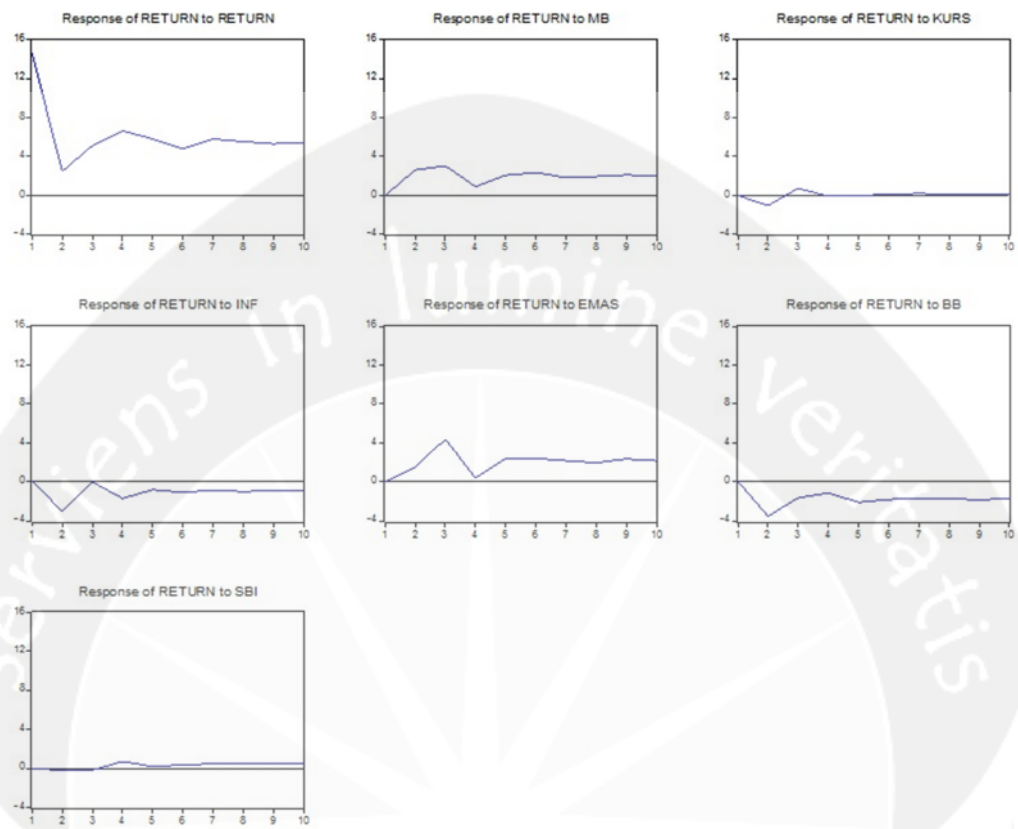 Response of RETURN to RETURN
16
12
8
4
0
-4
1 2 3 4 5 6 7 8 9 10
Response of RETURN to MB
16
12
8
4
0
-4
1 2 3 4 5 6 7 8 9 10
Response of RETURN to KURS
16
12
8
4
0
-4
1 2 3 4 5 6 7 8 9 10
Response of RETURN to INF
16
12
8
4
0
-4
1 2 3 4 5 6 7 8 9 10
Response of RETURN to EMAS
16
12
8
4
0
-4
1 2 3 4 5 6 7 8 9 10
Response of RETURN to BB
16
12
8
4
0
-4
1 2 3 4 5 6 7 8 9 10
Response of RETURN to SBI
16
12
8
4
0
-4
1 2 3 4 5 6 7 8 9 10
serviens in lumine veritatis